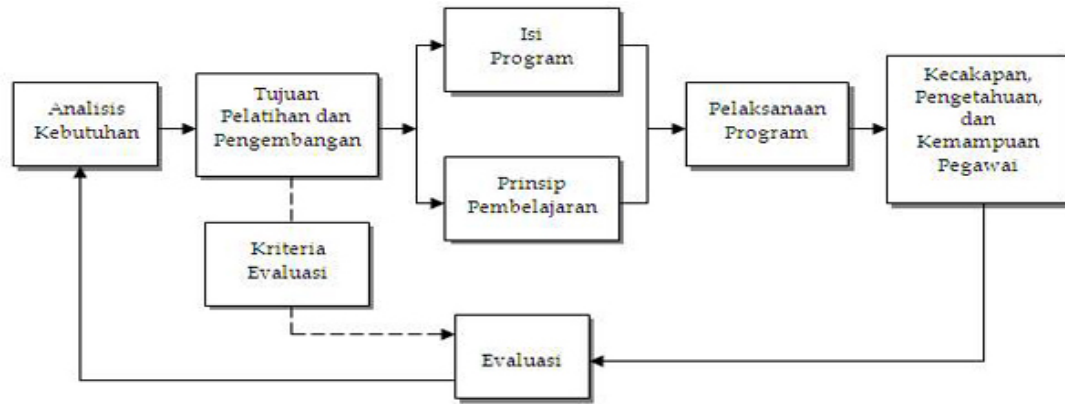 Analisis
Kebutuhan
Tujuan
Pelatihan dan
Pengembangan
Isi
Program
Prinsip
Pembelajaran
Pelaksanaan
Program
Kecakapan,
Pengetahuan,
dan
Kemampuan
Pegawai
Kriteria
Evaluasi
Evaluasi